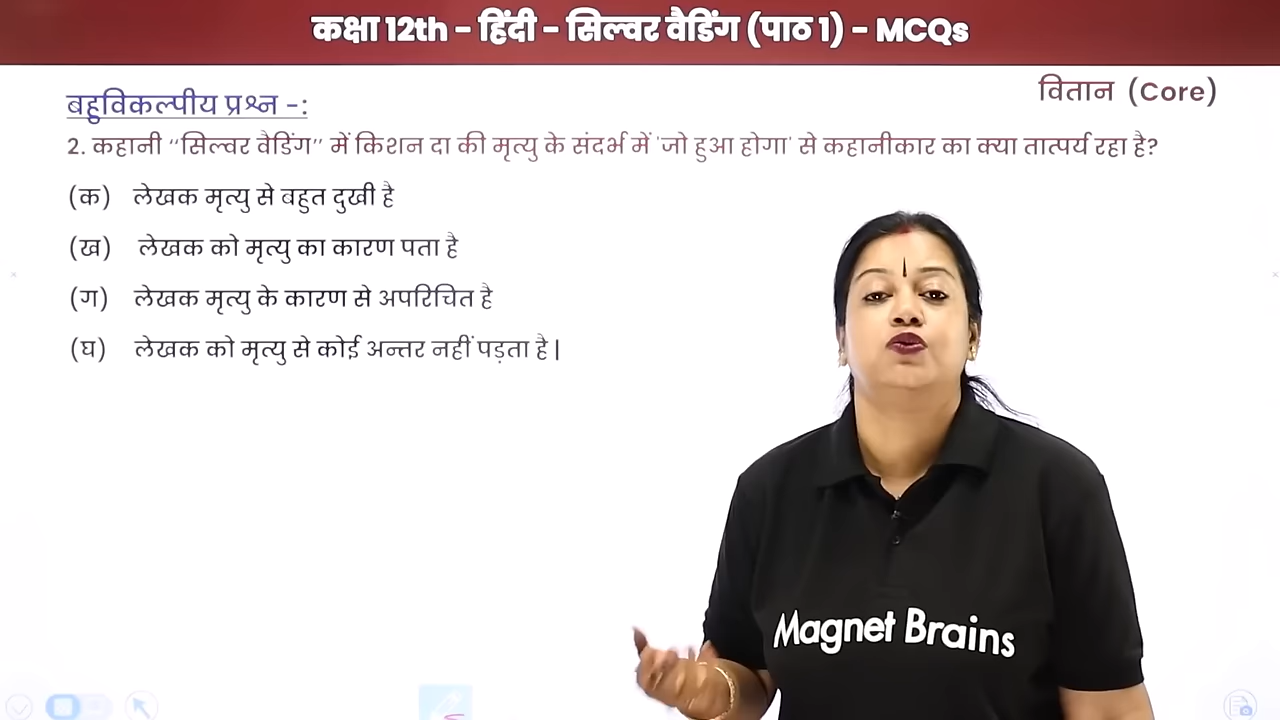 कक्षा 12th - हिंदी - सिल्वर वैडिंग (पाठ 1) - MCQs
वितान (Core)
बहुविकल्पीय प्रश्न -:
2. कहानी “सिल्वर वैडिंग” में किशन दा की मृत्यु के संदर्भ में 'जो हुआ होगा' से कहानीकार का क्या तात्पर्य रहा है?
(क) लेखक मृत्यु से बहुत दुखी है
(ख) लेखक को मृत्यु का कारण पता है
(ग) लेखक मृत्यु के कारण से अपरिचित है
(घ) लेखक को मृत्यु से कोई अन्तर नहीं पड़ता है |
Magnet Brains